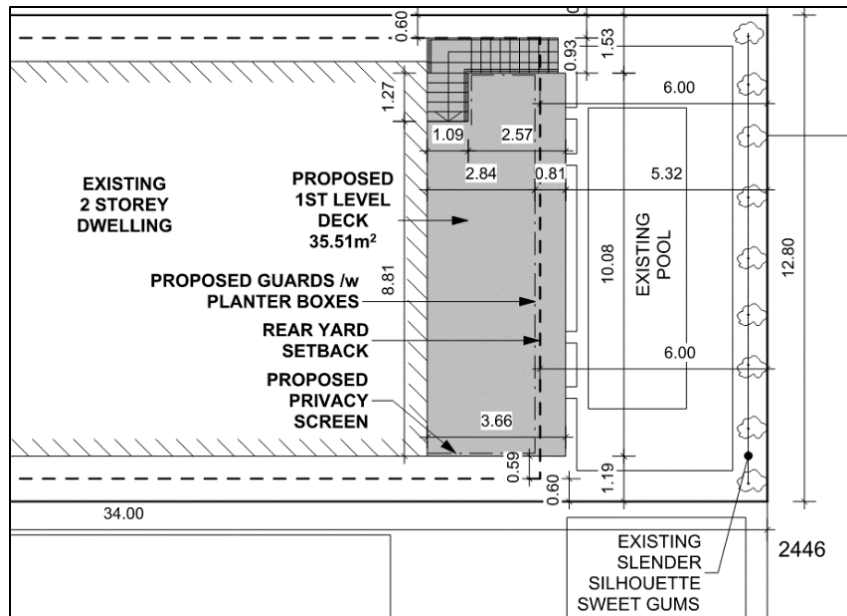 0.60
0.93
1.53
6.00
1.27
1.09
2.57
2.84
0.81
5.32
EXISTING
2 STOREY
DWELLING
PROPOSED
1ST LEVEL
DECK
35.51m²
8.81
PROPOSED GUARDS /w
PLANTER BOXES
REAR YARD
SETBACK
PROPOSED
PRIVACY
SCREEN
10.08
EXISTING
POOL
12.80
6.00
3.66
0.59
0.60
1.19
34.00
EXISTING
SLENDER
SILHOUETTE
SWEET GUMS
2446